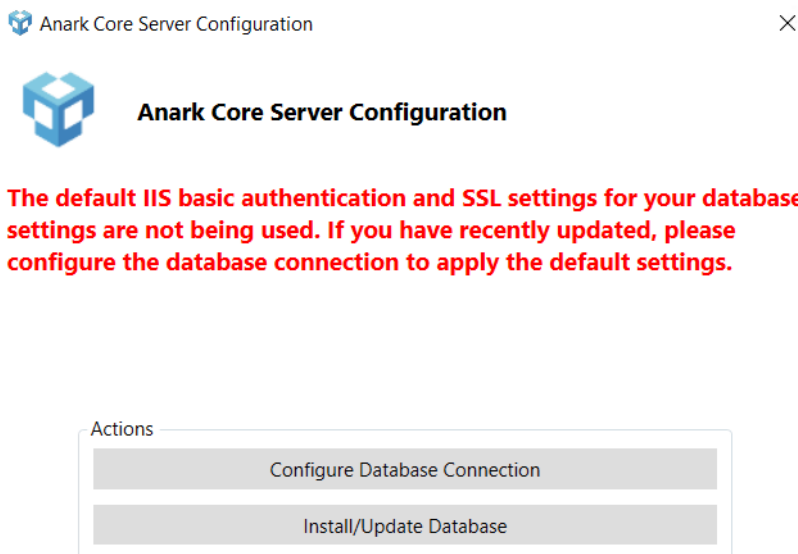 Anark Core Server Configuration
Anark Core Server Configuration
The default IIS basic authentication and SSL settings for your database
settings are not being used. If you have recently updated, please
configure the database connection to apply the default settings.
Actions
Configure Database Connection
Install/Update Database